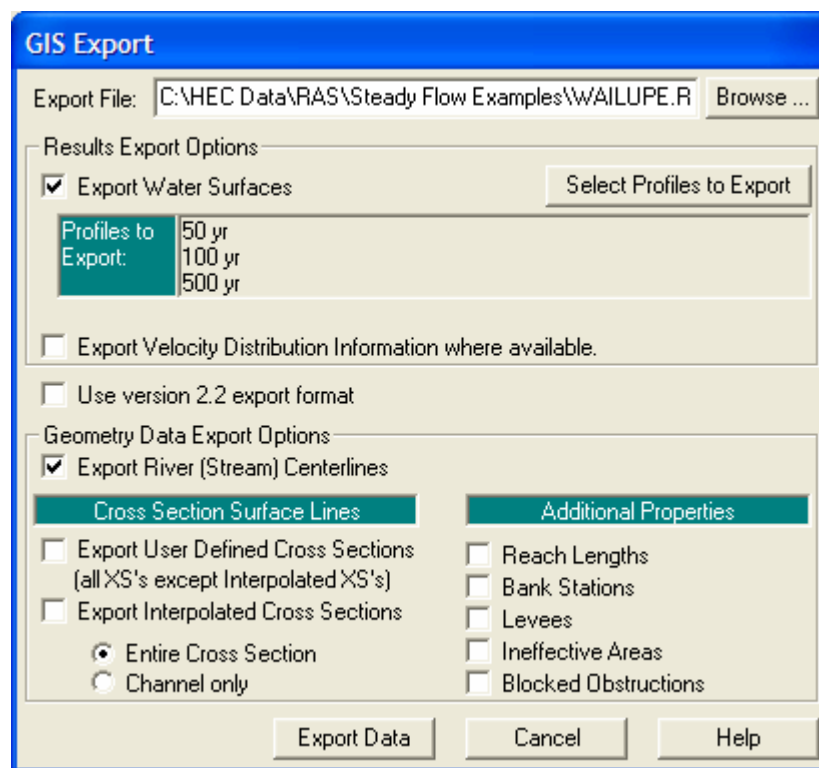 GIS Export
Export File: C:\HEC Data\RAS\Steady Flow Examples\WAILUPE.R Browse ...
Results Export Options
Export Water Surfaces Select Profiles to Export
Profiles to Export: 50 yr
100 yr
500 yr
Export Velocity Distribution Information where available.
Use version 2.2 export format
Geometry Data Export Options
Export River (Stream) Centerlines
Cross Section Surface Lines
Export User Defined Cross Sections
(all XS's except Interpolated XS's)
Export Interpolated Cross Sections
Entire Cross Section
Channel only
Additional Properties
Reach Lengths
Bank Stations
Levees
Ineffective Areas
Blocked Obstructions
Export Data Cancel Help